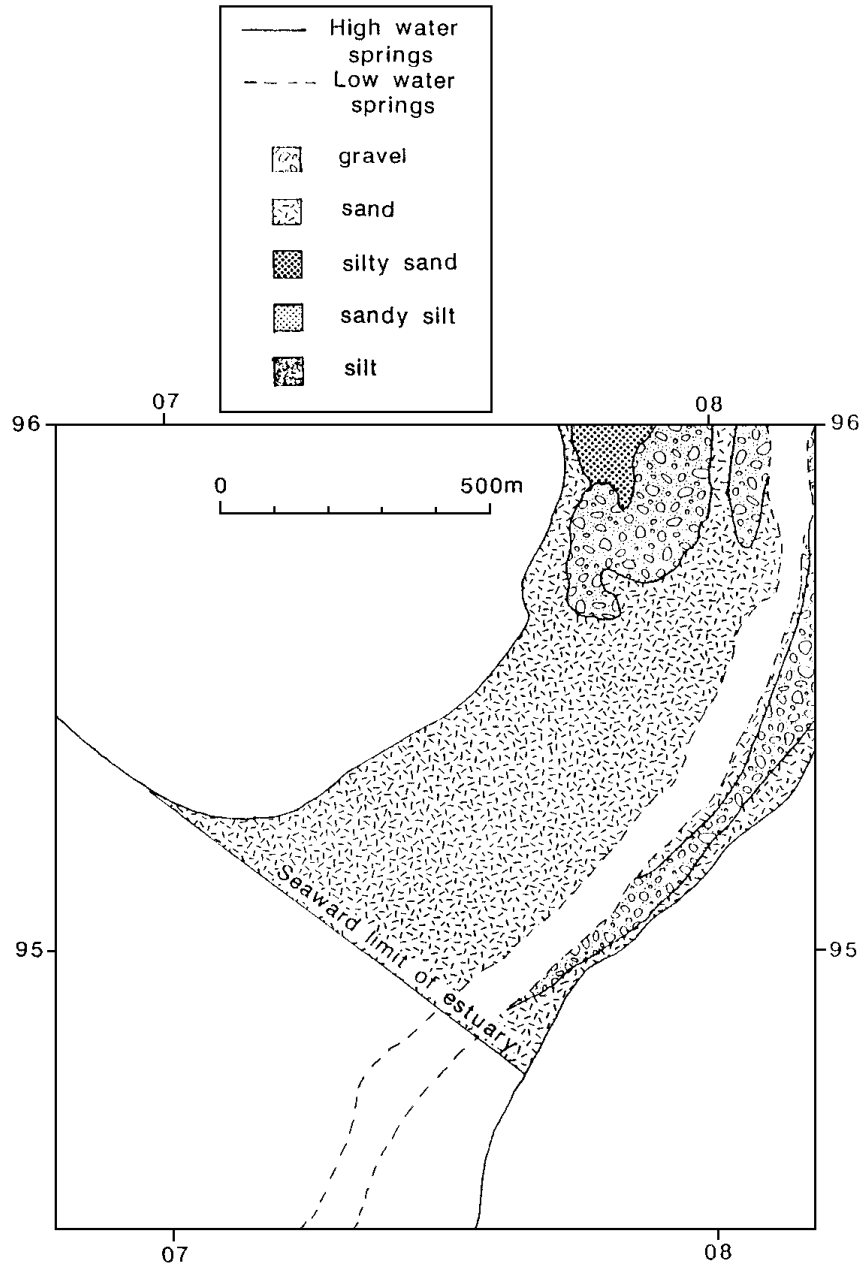 High water
springs
Low water
springs
gravel
sand
silty sand
sandy silt
silt
07
08
96
96
0
500m
Seaward limit of estuary
95
95
07
08